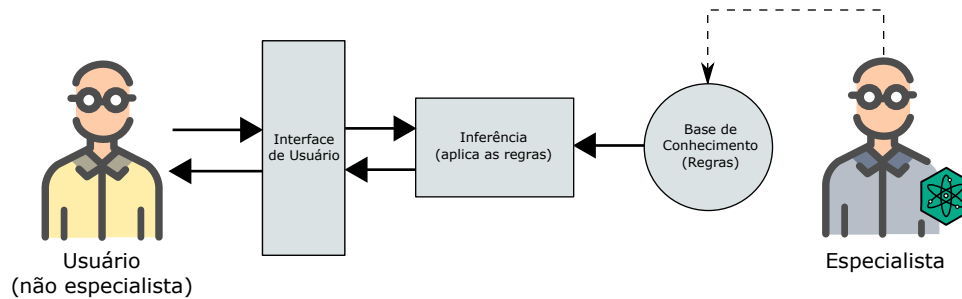 Interface
de Usuário
Inferência
(aplica as regras)
Base de
Conhecimento
(Regras)
Usuário
(não especialista)
Especialista